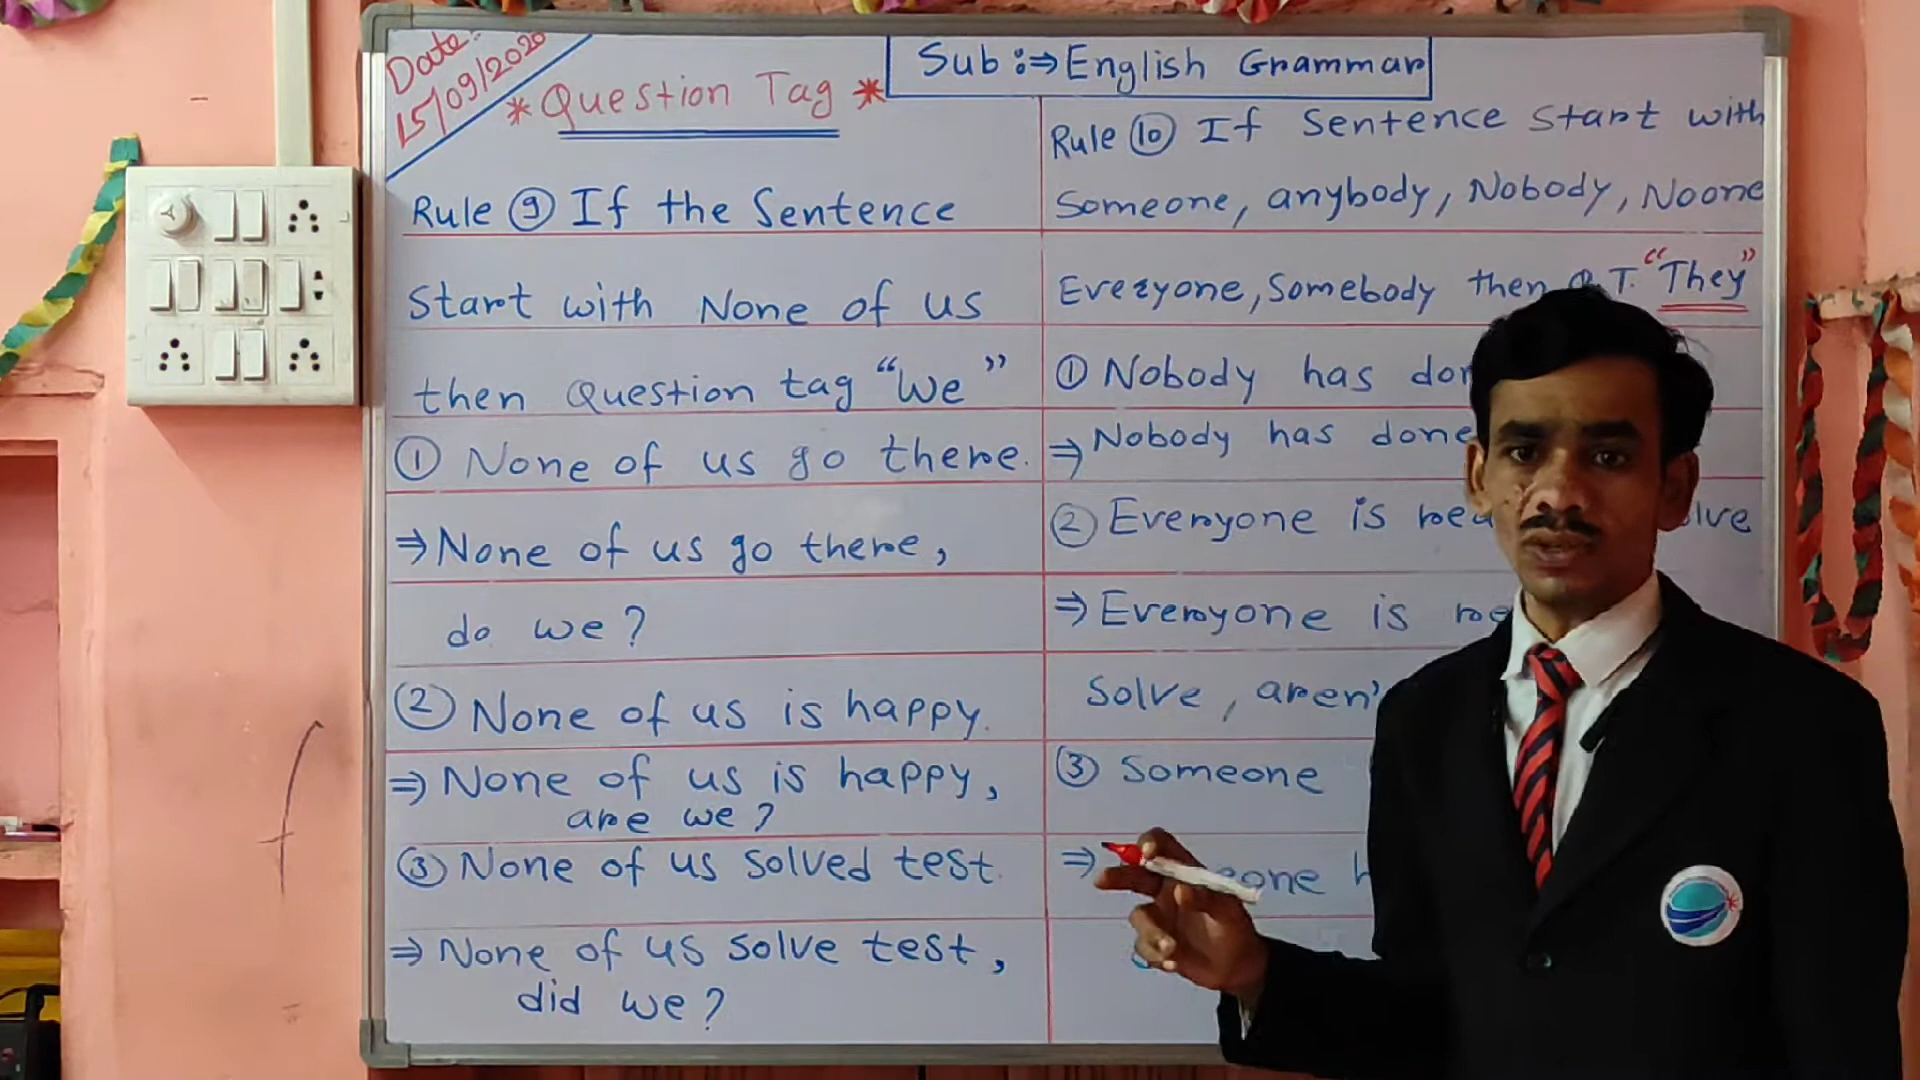 Date:
15/09/2020
* Question Tag *
Sub :⇒ English Grammar
Rule ⑨ If the Sentence
Start with None of us
then Question tag “We”
① None of us go there.
⇒ None of us go there,
do we?
② None of us is happy.
⇒ None of us is happy,
are we?
③ None of us solved test.
⇒ None of us solve test,
did we?
Rule ⑩ If Sentence Start with
Someone, anybody, Nobody, Noone
Everyone, Somebody then Q.T. “They”
① Nobody has
⇒ Nobody has done
② Everyone is
⇒ Everyone is
Solve, aren't
③ Someone
⇒